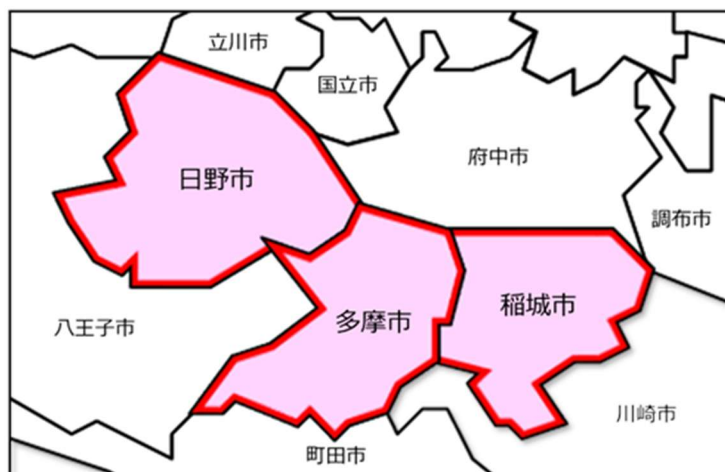 立川市
国立市
府中市
日野市
調布市
稲城市
多摩市
八王子市
川崎市
町田市